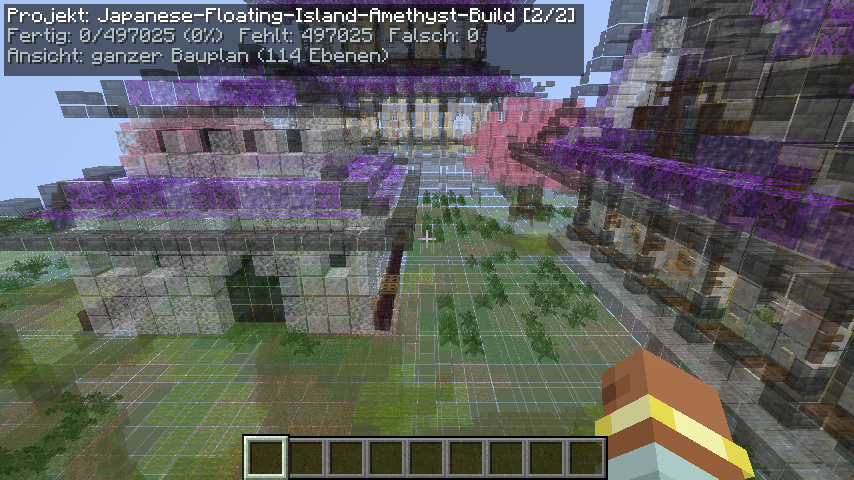 Projekt: Japanese-Floating-Island-Amethyst-Build [2/2]
Fertig: 0/497025 (0%) Fehlt: 497025 Falsch: 0
Ansicht: ganzer Bauplan (114 Ebenen)